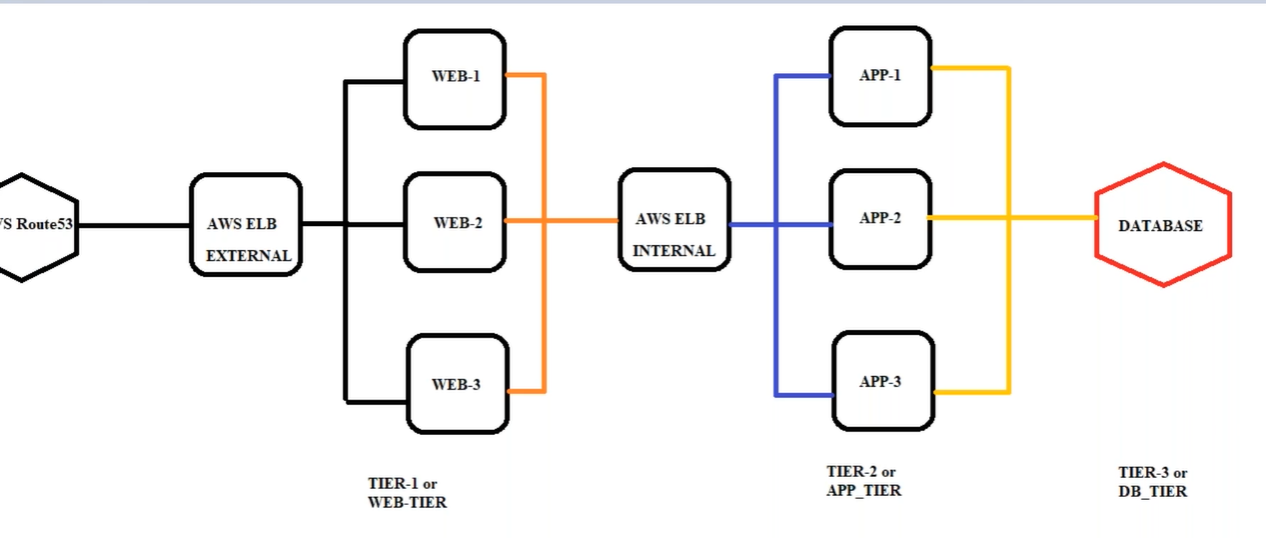 WEB-1
APP-1
S Route53
AWS ELB
EXTERNAL
WEB-2
AWS ELB
INTERNAL
APP-2
DATABASE
WEB-3
APP-3
TIER-1 or
WEB-TIER
TIER-2 or
APP_TIER
TIER-3 or
DB_TIER